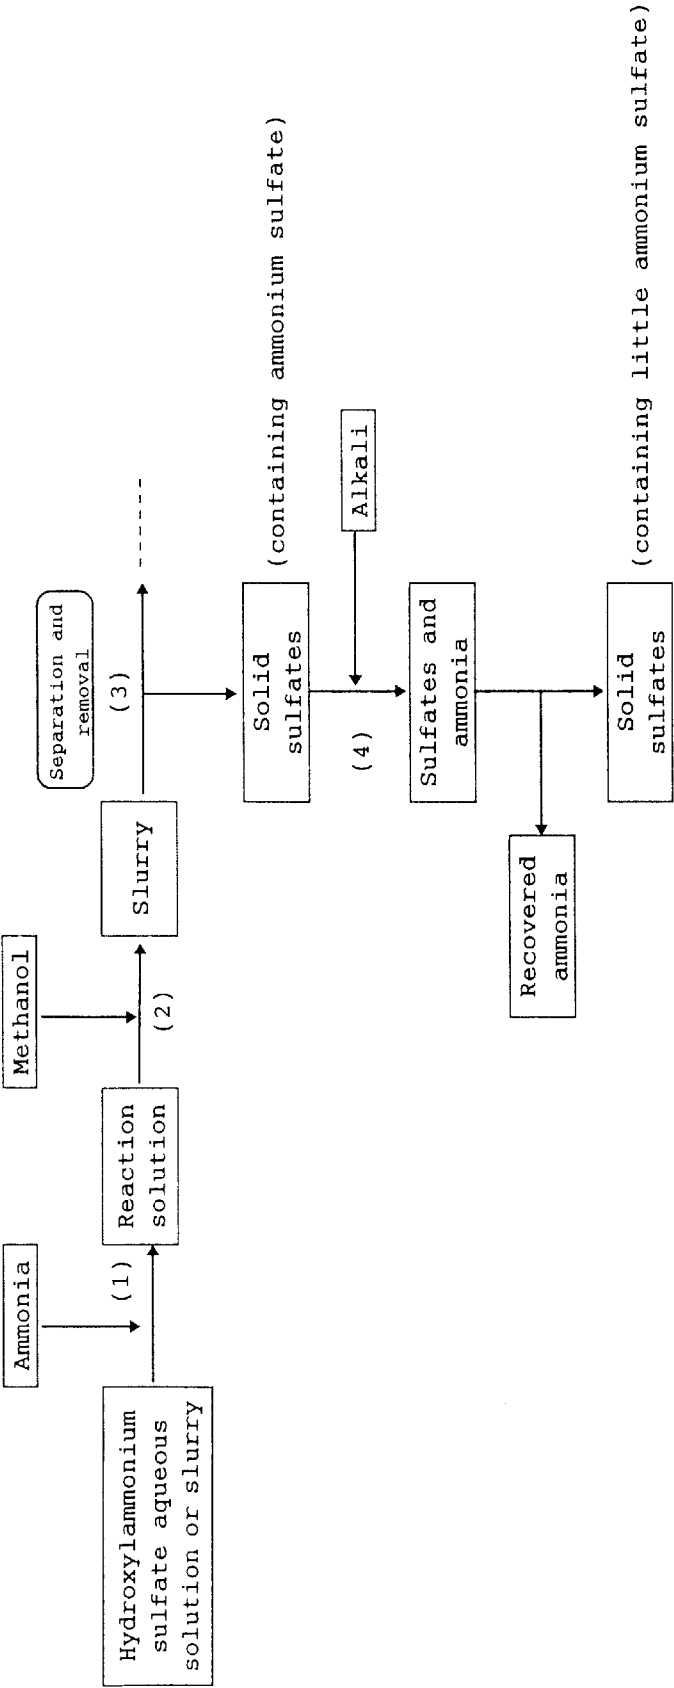 Ammonia
Methanol
Hydroxylammonium
sulfate aqueous
solution or slurry
(1)
Reaction
solution
(2)
Slurry
Separation and
removal
(3)
Solid
sulfates
(containing ammonium sulfate)
(4)
Alkali
Sulfates and
ammonia
Recovered
ammonia
Solid
sulfates
(containing little ammonium sulfate)